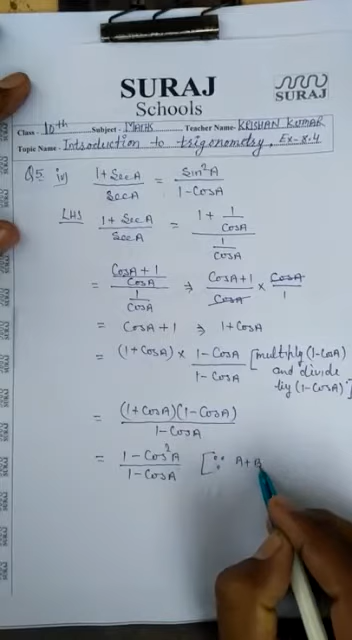 SURAJ
Schools
SURAJ
Class - 10th Subject - Maths Teacher Name- KRISHAN KUMAR
Topic Name - Introduction to trigonometry, Ex-8.4
Q5 iv) (1+SecA)/SecA = Sin²A/(1-CosA)
LHS (1+SecA)/SecA = (1+1/CosA)/(1/CosA)
= ((CosA+1)/CosA)/(1/CosA) ⇒ (CosA+1)/CosA × CosA/1
= CosA+1 ⇒ 1+CosA
= (1+CosA) × (1-CosA)/(1-CosA) [multiply (1-CosA) and divide by (1-CosA)]
= (1+CosA)(1-CosA)/(1-CosA)
= (1-Cos²A)/(1-CosA) [∵ A+B